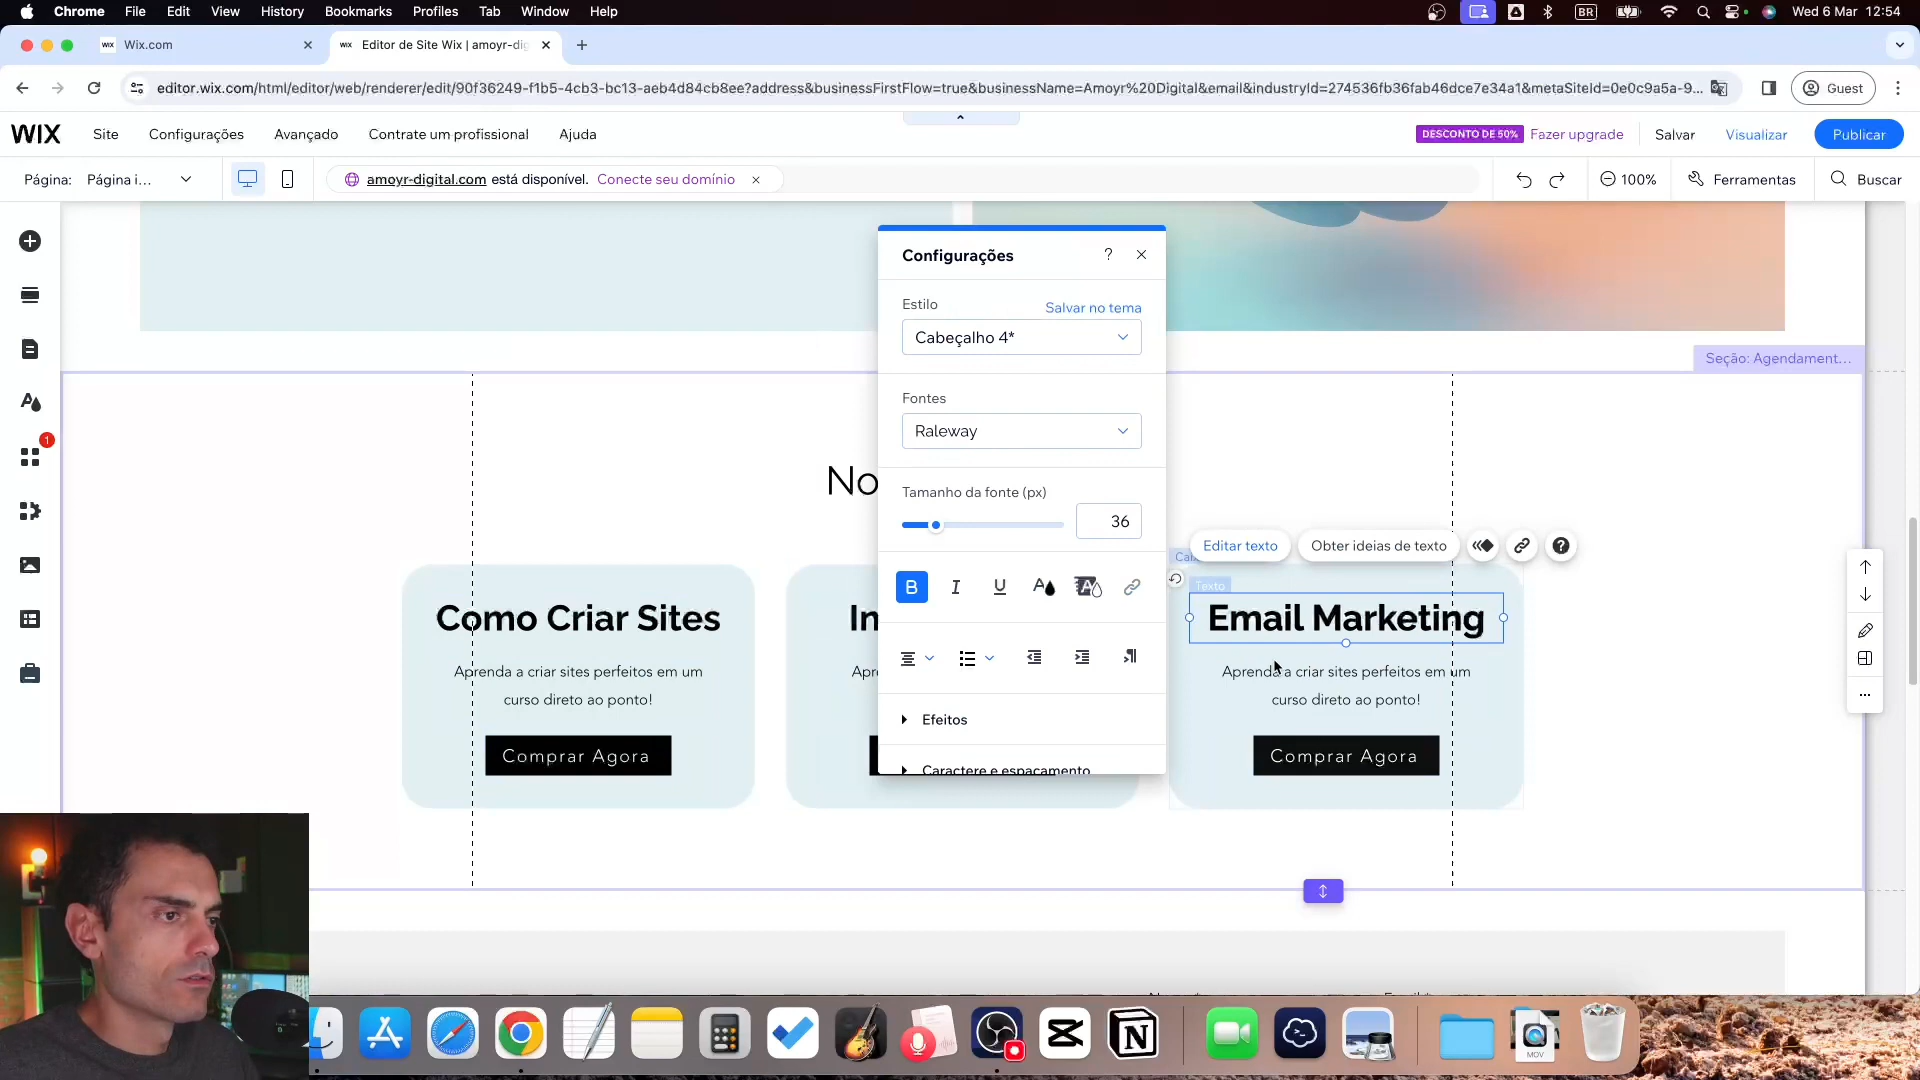 Chrome File Edit View History Bookmarks Profiles Tab Window Help BR Wed 6 Mar 12:54
WIX Wix.com WIX Editor de Site Wix | amoyr-dig
editor.wix.com/html/editor/web/renderer/edit/90f36249-f1b5-4cb3-bc13-aeb4d84cb8ee?address&businessFirstFlow=true&businessName=Amoyr%20Digital&email&industryId=274536fb36fab46dce7e34a1&metaSiteId=0e0c9a5a-9... Guest
WIX Site Configurações Avançado Contrate um profissional Ajuda DESCONTO DE 50% Fazer upgrade Salvar Visualizar Publicar
Página: Página i... amoyr-digital.com está disponível. Conecte seu domínio 100% Ferramentas Buscar
Configurações ?
Estilo Salvar no tema
Cabeçalho 4*
Seção: Agendament...
Fontes
Raleway
1
No
Tamanho da fonte (px)
36
Editar texto Obter ideias de texto
Texto
B I U A A
Como Criar Sites In Email Marketing
Aprenda a criar sites perfeitos em um Apr Aprenda a criar sites perfeitos em um
curso direto ao ponto! curso direto ao ponto!
Efeitos
Comprar Agora Comprar Agora
Caractere e espaçamento
MOV